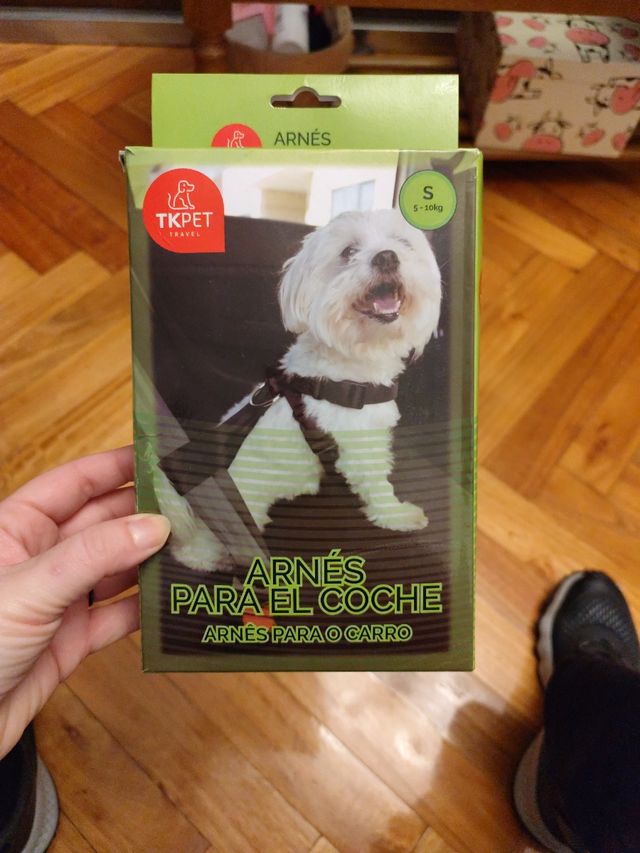 ARNÉS
TKPET
TRAVEL
S
5 - 10kg
ARNÉS
PARA EL COCHE
ARNÊS PARA O CARRO